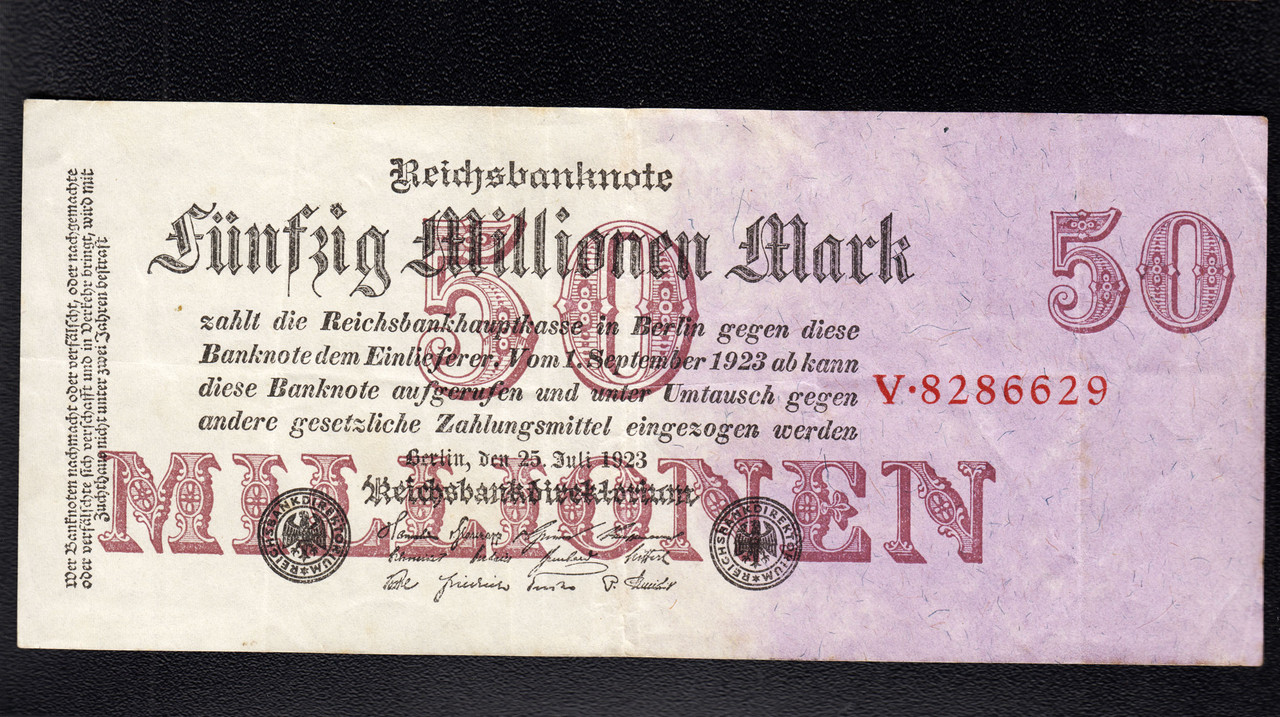 Reichsbanknote
Fünfzig Millionen Mark
50
50
zahlt die Reichsbankhauptkasse in Berlin gegen diese
Banknote dem Einlieferer. Vom 1. September 1923 ab kann
diese Banknote aufgerufen und unter Umtausch gegen
andere gesetzliche Zahlungsmittel eingezogen werden
V·8286629
Berlin, den 25. Juli 1923
Reichsbankdirektorium
MILLIONEN
REICHSBANKDIREKTORIUM
REICHSBANKDIREKTORIUM
Wer Banknoten nachmacht oder verfälscht, oder nachgemachte
oder verfälschte sich verschafft und in Verkehr bringt, wird mit
Zuchthaus nicht unter zwei Jahren bestraft